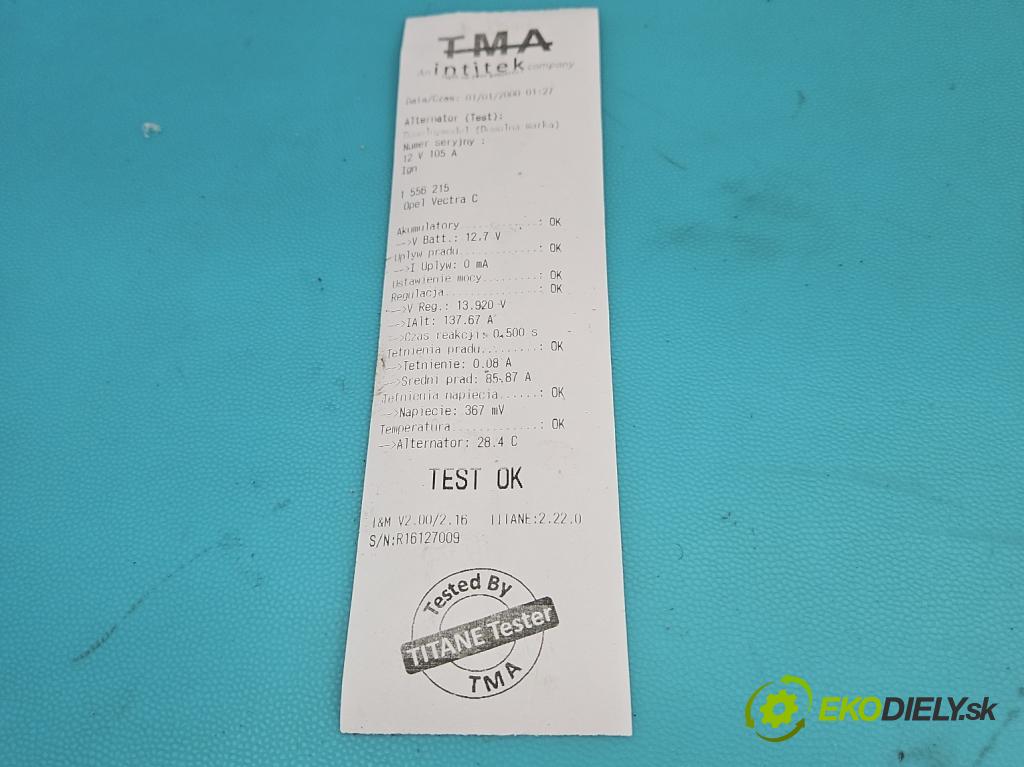 TMA
An intitek company
Data/Czas: 01/01/2000 01:27
Alternator (Test):
(Dowolna marka)
Numer seryjny :
12 V 105 A
Ign
1 556 215
Opel Vectra C
Akumulatory..............: OK
-->V Batt.: 12.7 V
Uplyw pradu..............: OK
-->I Uplyw: 0 mA
Ustawienie mocy........: OK
Regulacja................: OK
-->V Reg.: 13.920 V
-->IAlt: 137.67 A
-->Czas reakcji: 0.500 s
Tetnienia pradu.........: OK
-->Tetnienie: 0.08 A
-->Sredni prad: 85.87 A
Tetnienia napiecia......: OK
-->Napiecie: 367 mV
Temperatura.............: OK
-->Alternator: 28.4 C
TEST OK
I&M V2.00/2.16 TITANE:2.22.0
S/N:R16127009
Tested By
TITANE Tester
TMA
EKODIELY.sk